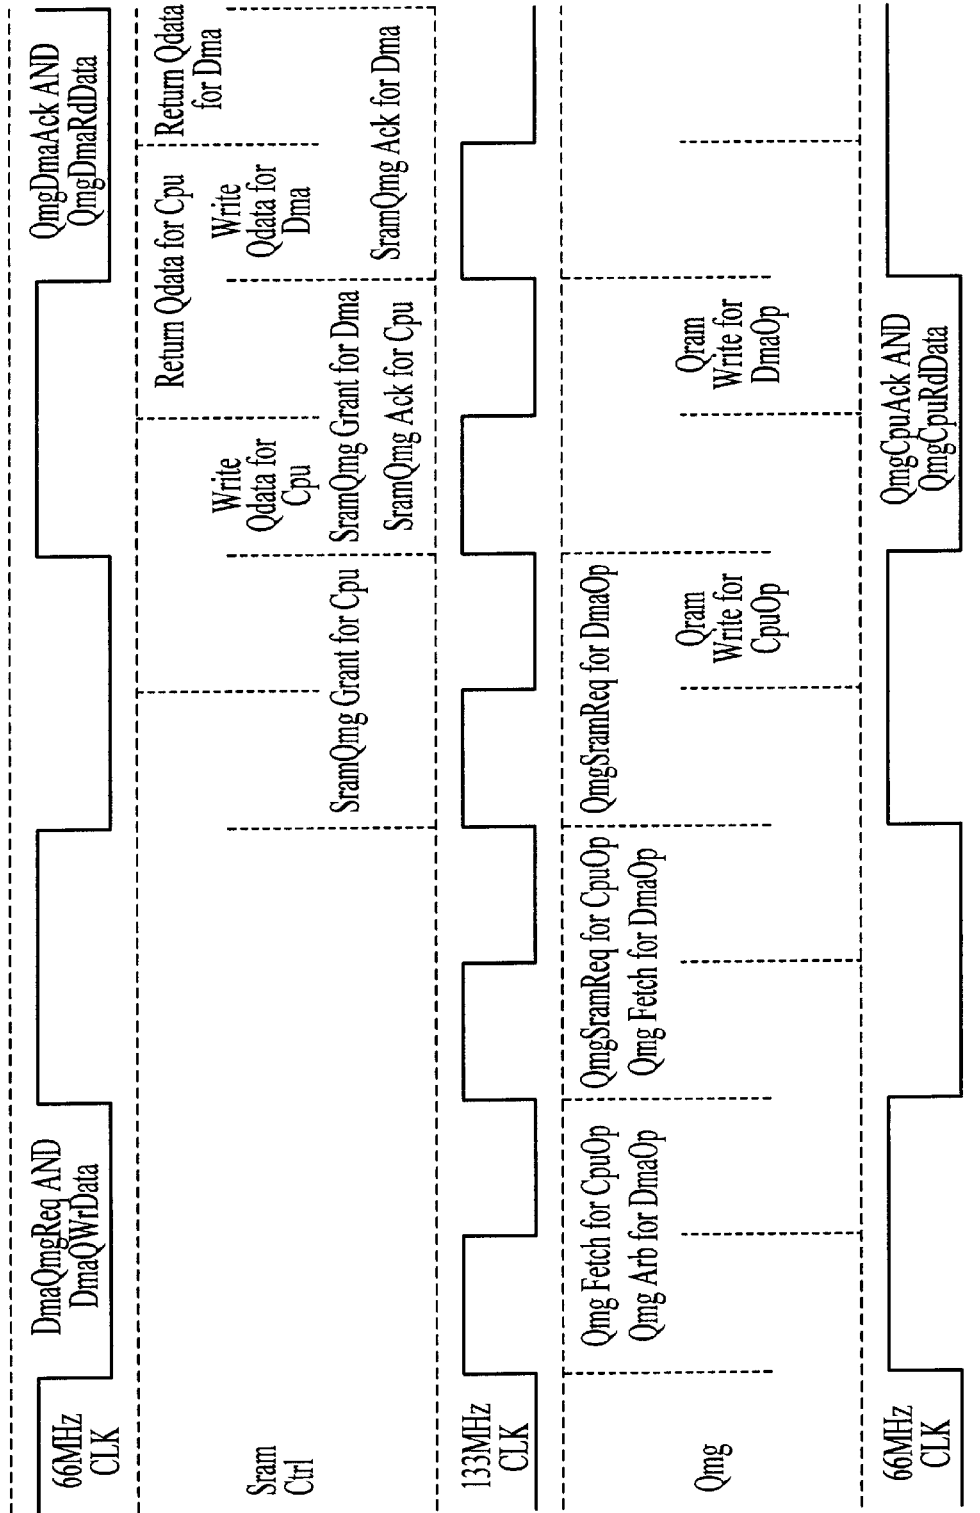 66MHz
CLK
DmaQmgReq AND
DmaQWrData
QmgDmaAck AND
QmgDmaRdData
Sram
Ctrl
Return Qdata for Cpu
Return Qdata
for Dma
Write
Qdata for
Cpu
Write
Qdata for
Dma
SramQmg Grant for Cpu
SramQmg Grant for Dma
SramQmg Ack for Cpu
SramQmg Ack for Dma
133MHz
CLK
Qmg
Qmg Fetch for CpuOp
Qmg Arb for DmaOp
QmgSramReq for CpuOp
Qmg Fetch for DmaOp
QmgSramReq for DmaOp
Qram
Write for
CpuOp
Qram
Write for
DmaOp
66MHz
CLK
QmgCpuAck AND
QmgCpuRdData